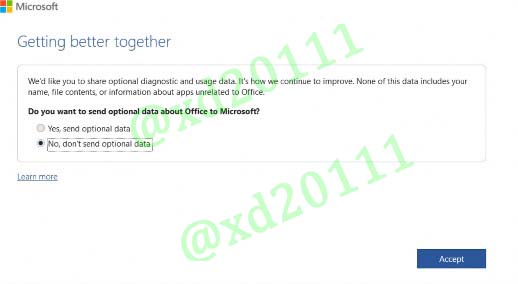 Microsoft
Getting better together
We'd like you to share optional diagnostic and usage data. It's how we continue to improve. None of this data includes your
name, file contents, or information about apps unrelated to Office.
Do you want to send optional data about Office to Microsoft?
Yes, send optional data
No, don't send optional data
Learn more
Accept
@xd20111
@xd20111